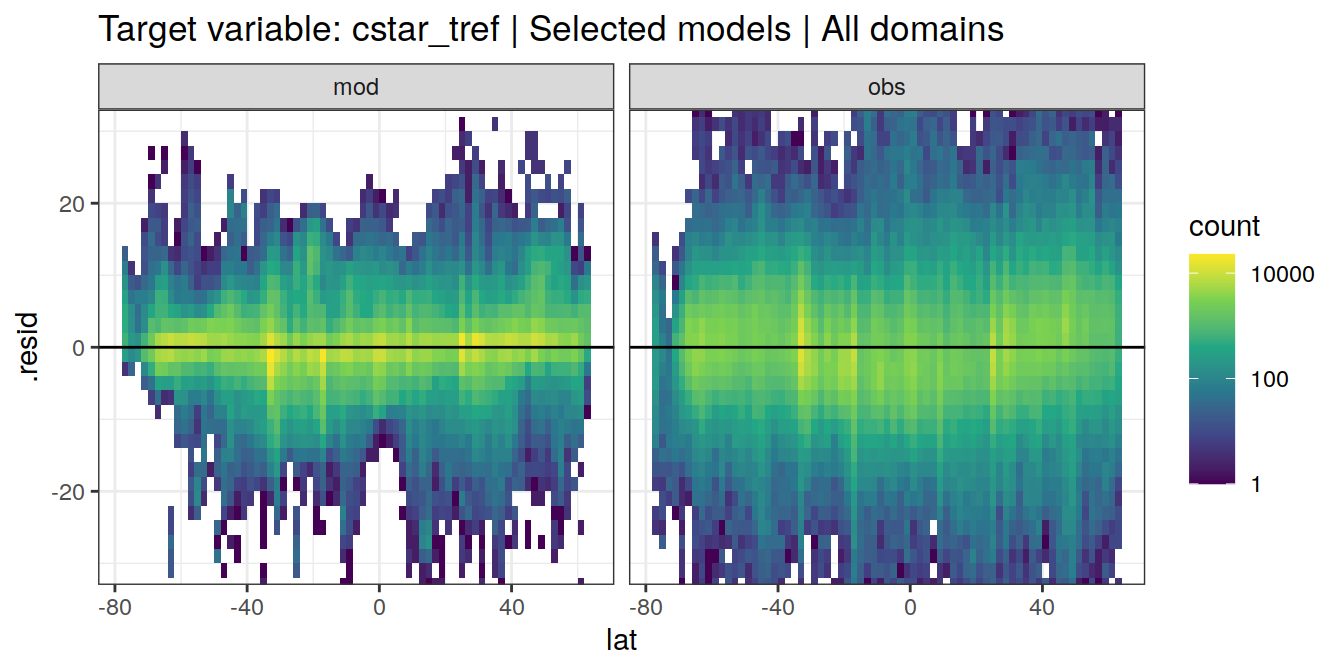 Target variable: cstar_tref | Selected models | All domains
mod
obs
.resid
20
0
-20
-80
-40
0
40
-80
-40
0
40
lat
count
10000
100
1